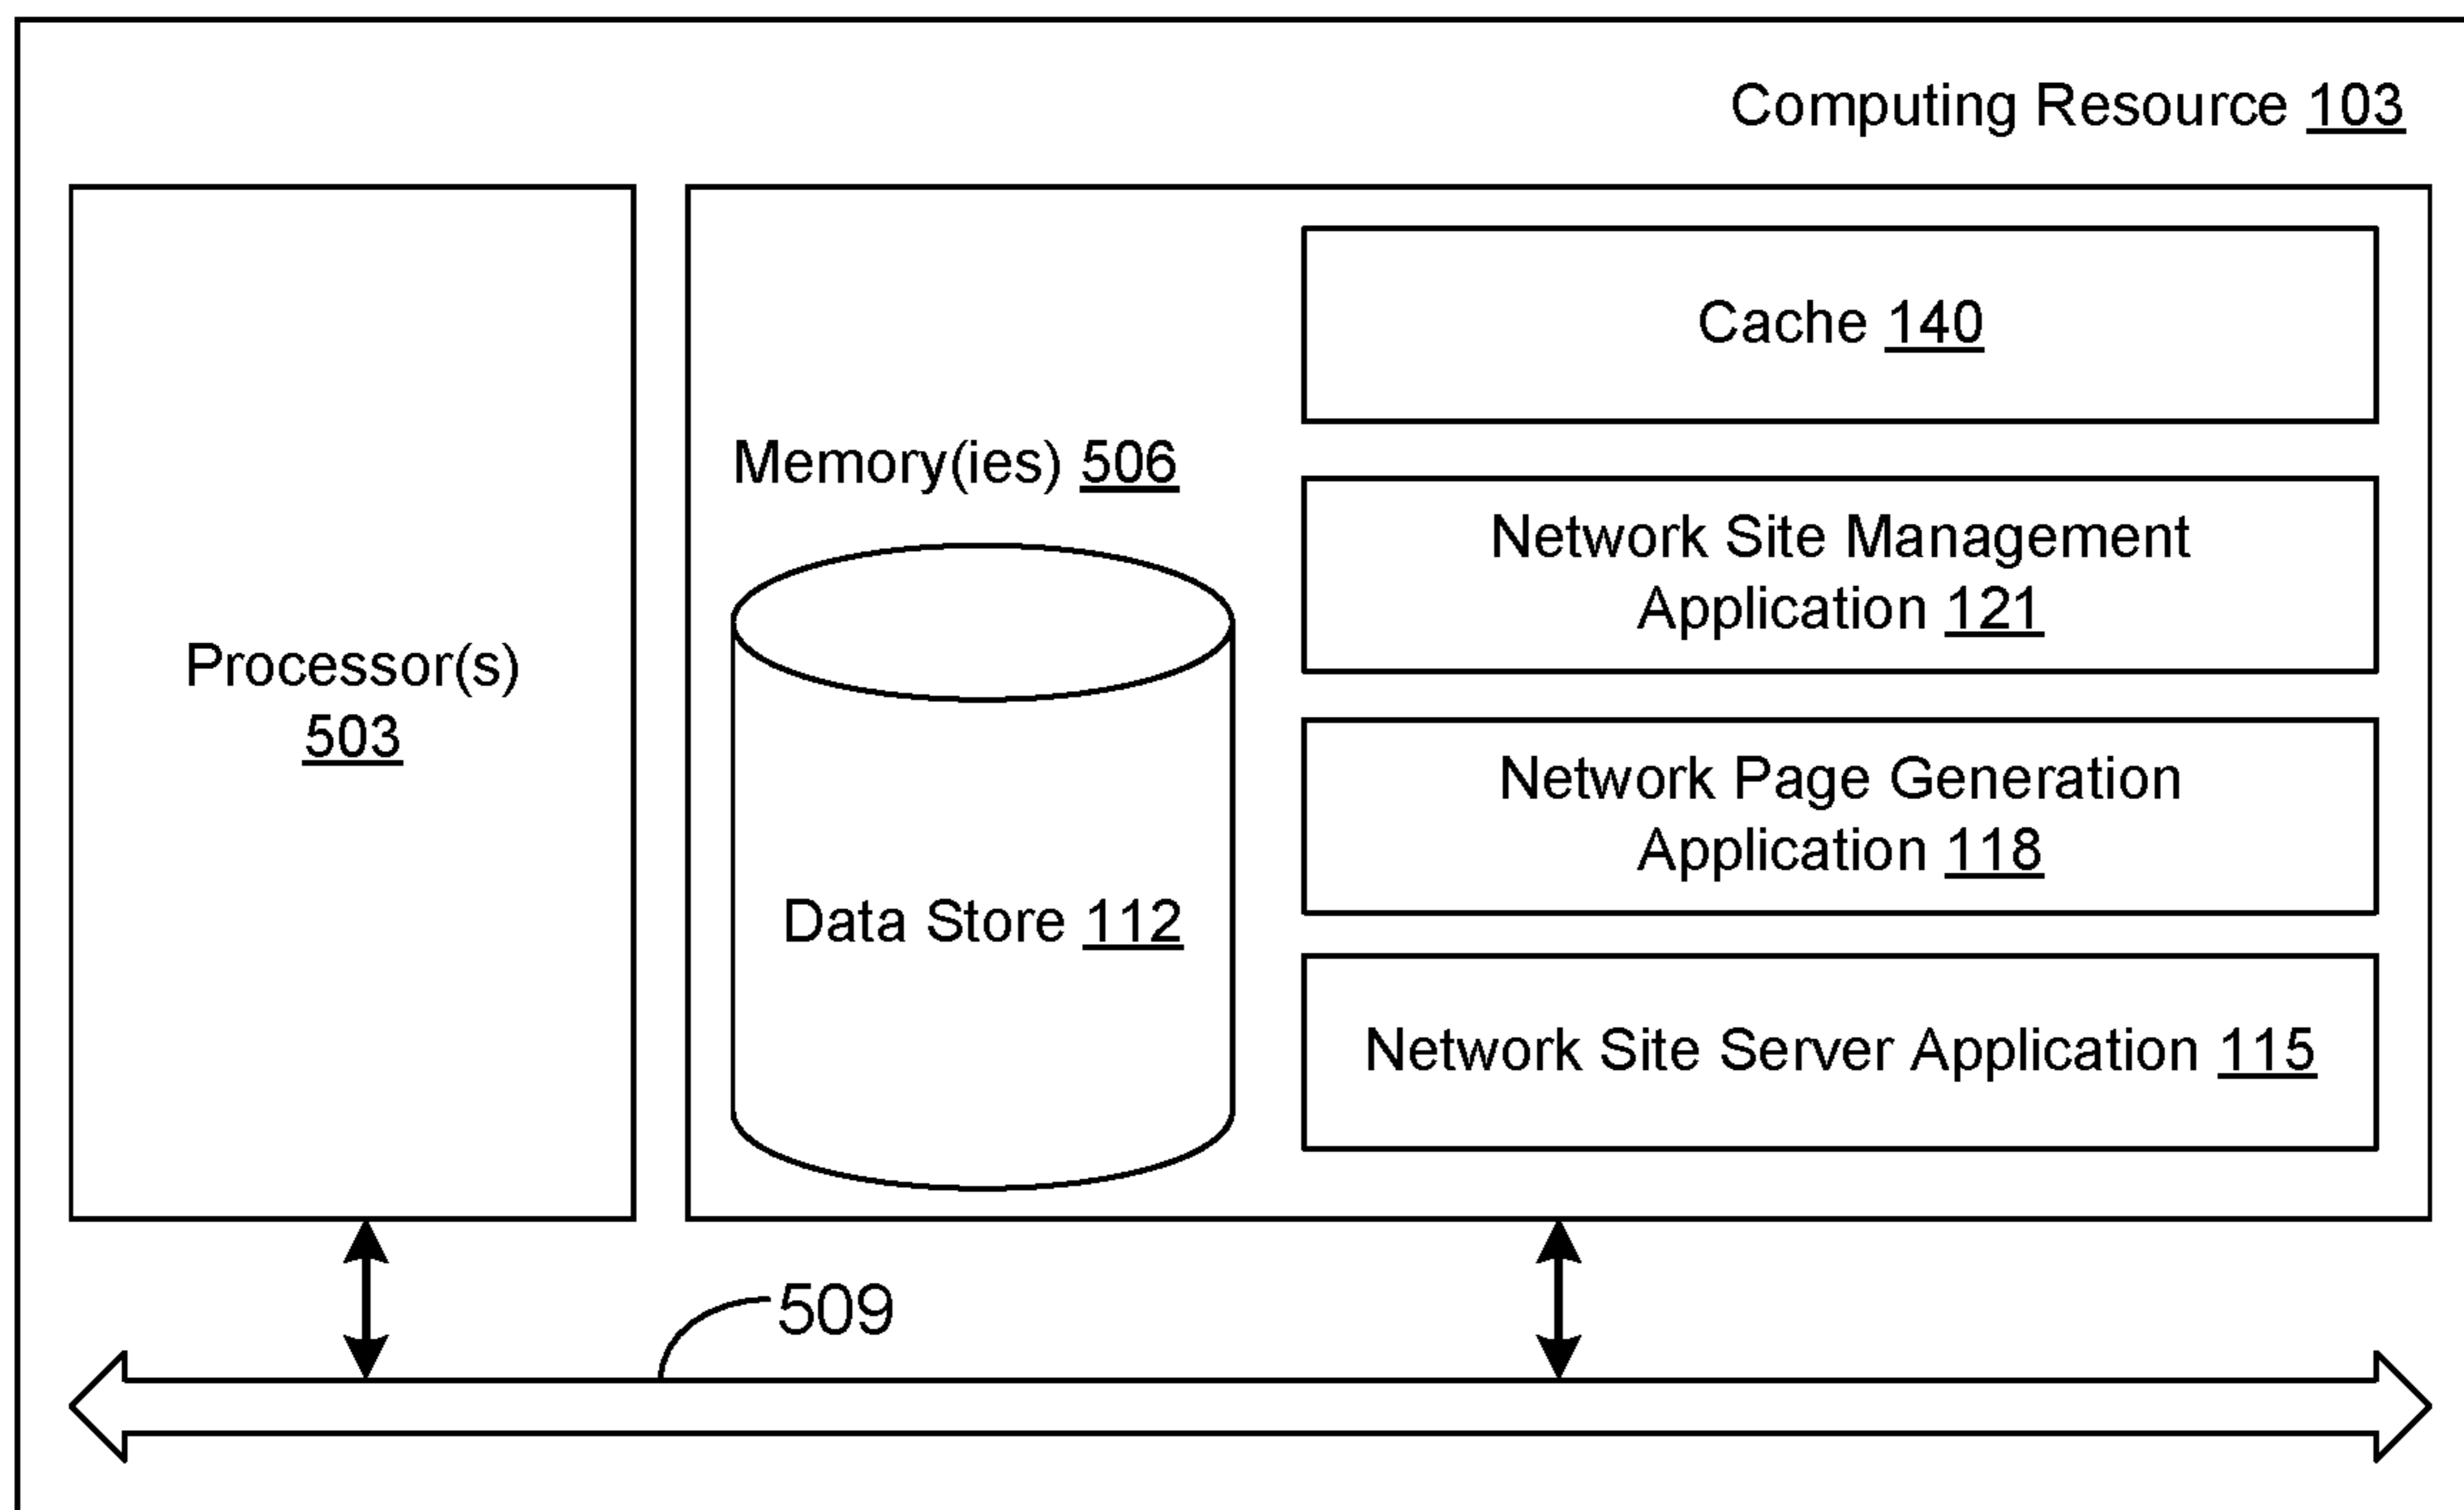 Computing Resource 103
Processor(s)
503
Memory(ies) 506
Data Store 112
Cache 140
Network Site Management
Application 121
Network Page Generation
Application 118
Network Site Server Application 115
509